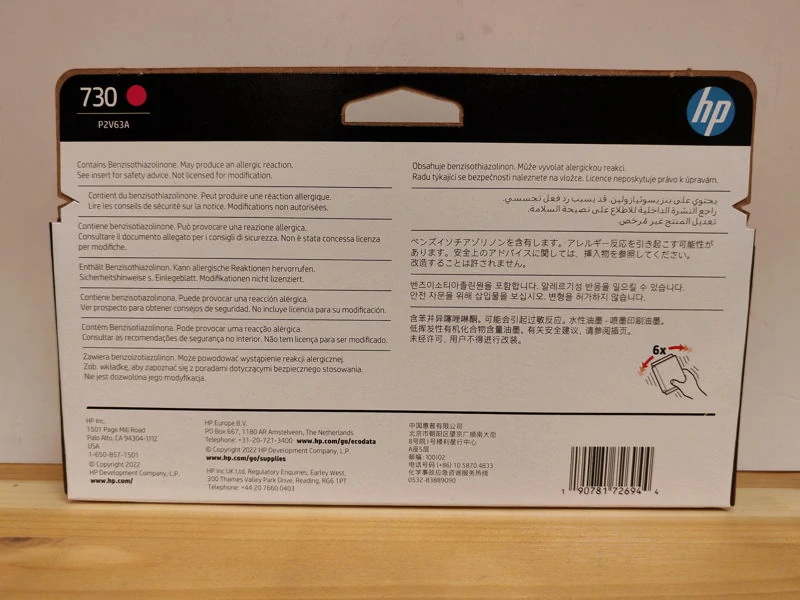 730
P2V63A
hp
Contains Benzisothiazolinone. May produce an allergic reaction.
See insert for safety advice. Not licensed for modification.
Contient du benzisothiazolinone. Peut produire une réaction allergique.
Lire les conseils de sécurité sur la notice. Modifications non autorisées.
Contiene benzisothiazolinone. Può provocare una reazione allergica.
Consultare il documento allegato per i consigli di sicurezza. Non è stata concessa licenza
per modifiche.
Enthält Benzisothiazolinon. Kann allergische Reaktionen hervorrufen.
Sicherheitshinweise s. Einlegeblatt. Modifikationen nicht lizenziert.
Contiene benzisothiazolinone. Puede provocar una reacción alérgica.
Ver prospecto para obtener consejos de seguridad. No incluye licencia para su modificación.
Contém Benzisothiazolinona. Pode provocar uma reacção alérgica.
Consultar as recomendações de segurança no interior. Não tem licença para ser modificado.
Zawiera benzoizotiazolinon. Może powodować wystąpienie reakcji alergicznej.
Zob. wkładkę, aby zapoznać się z poradami dotyczącymi bezpiecznego stosowania.
Nie jest dozwolona jego modyfikacja.
Obsahuje benzisothiazolinon. Může vyvolat alergickou reakci.
Radu týkající se bezpečnosti naleznete na vložce. Licence neposkytuje právo k úpravám.
يحتوي على بنزيسوثيازولين. قد يسبب رد فعل تحسسي.
راجع النشرة الداخلية للاطلاع على نصيحة السلامة.
تعديل المنتج غير مُرخص.
ベンズイソチアゾリノンを含有します。アレルギー反応を引き起こす可能性が
あります。安全上のアドバイスに関しては、挿入物を参照してください。
改造することは許されません。
벤즈이소티아졸린원을 포함합니다. 알레르기성 반응을 일으킬 수 있습니다.
안전 자문을 위해 삽입물을 보십시오. 변형을 허가하지 않습니다.
含苯并异噻唑啉酮。可能会引起过敏反应。水性油墨 - 喷墨印刷油墨。
低挥发性有机化合物含量油墨。有关安全建议，请参阅插页。
未经许可，用户不得进行改装。
6x
HP Inc.
1501 Page Mill Road
Palo Alto, CA 94304-1112
USA
1-650-857-1501
© Copyright 2022
HP Development Company, L.P.
www.hp.com/
HP Europe B.V.
PO Box 667, 1180 AR Amstelveen, The Netherlands
Telephone: +31-20-721-3400 www.hp.com/go/ecodata
© Copyright 2022 HP Development Company, L.P.
www.hp.com/go/supplies
HP Inc UK Ltd, Regulatory Enquiries, Earley West,
300 Thames Valley Park Drive, Reading, RG6 1PT
Telephone: +44 20 7660 0403
中国惠普有限公司
北京市朝阳区望京广顺南大街
8号院1号楼利星行中心
A座5层
邮编: 100102
电话号码 (+86) 10 5870 4833
化学事故应急咨询服务热线
0532-83889090
1 90781 72694 4